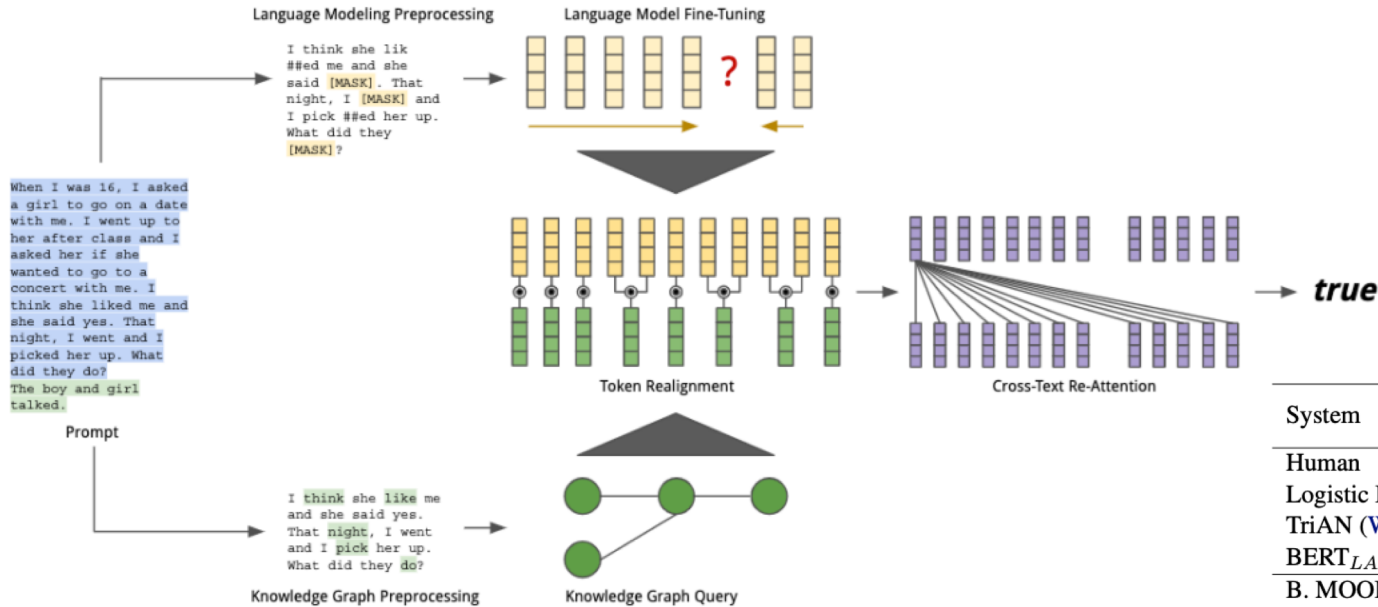 Language Modeling Preprocessing
I think she lik
##ed me and she
said [MASK]. That
night, I [MASK] and
I pick ##ed her up.
What did they
[MASK]?
Language Model Fine-Tuning
?
When I was 16, I asked
a girl to go on a date
with me. I went up to
her after class and I
asked her if she
wanted to go to a
concert with me. I
think she liked me and
she said yes. That
night, I went and I
picked her up. What
did they do?
The boy and girl
talked.
Prompt
Token Realignment
Cross-Text Re-Attention
true
I think she like me
and she said yes.
That night, I went
and I pick her up.
What did they do?
Knowledge Graph Preprocessing
Knowledge Graph Query
System
Human
Logistic
TriAN (
BERT
B.